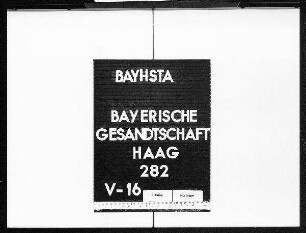 BAYHSTA
BAYERISCHE
GESANDTSCHAFT
HAAG
282
V-16